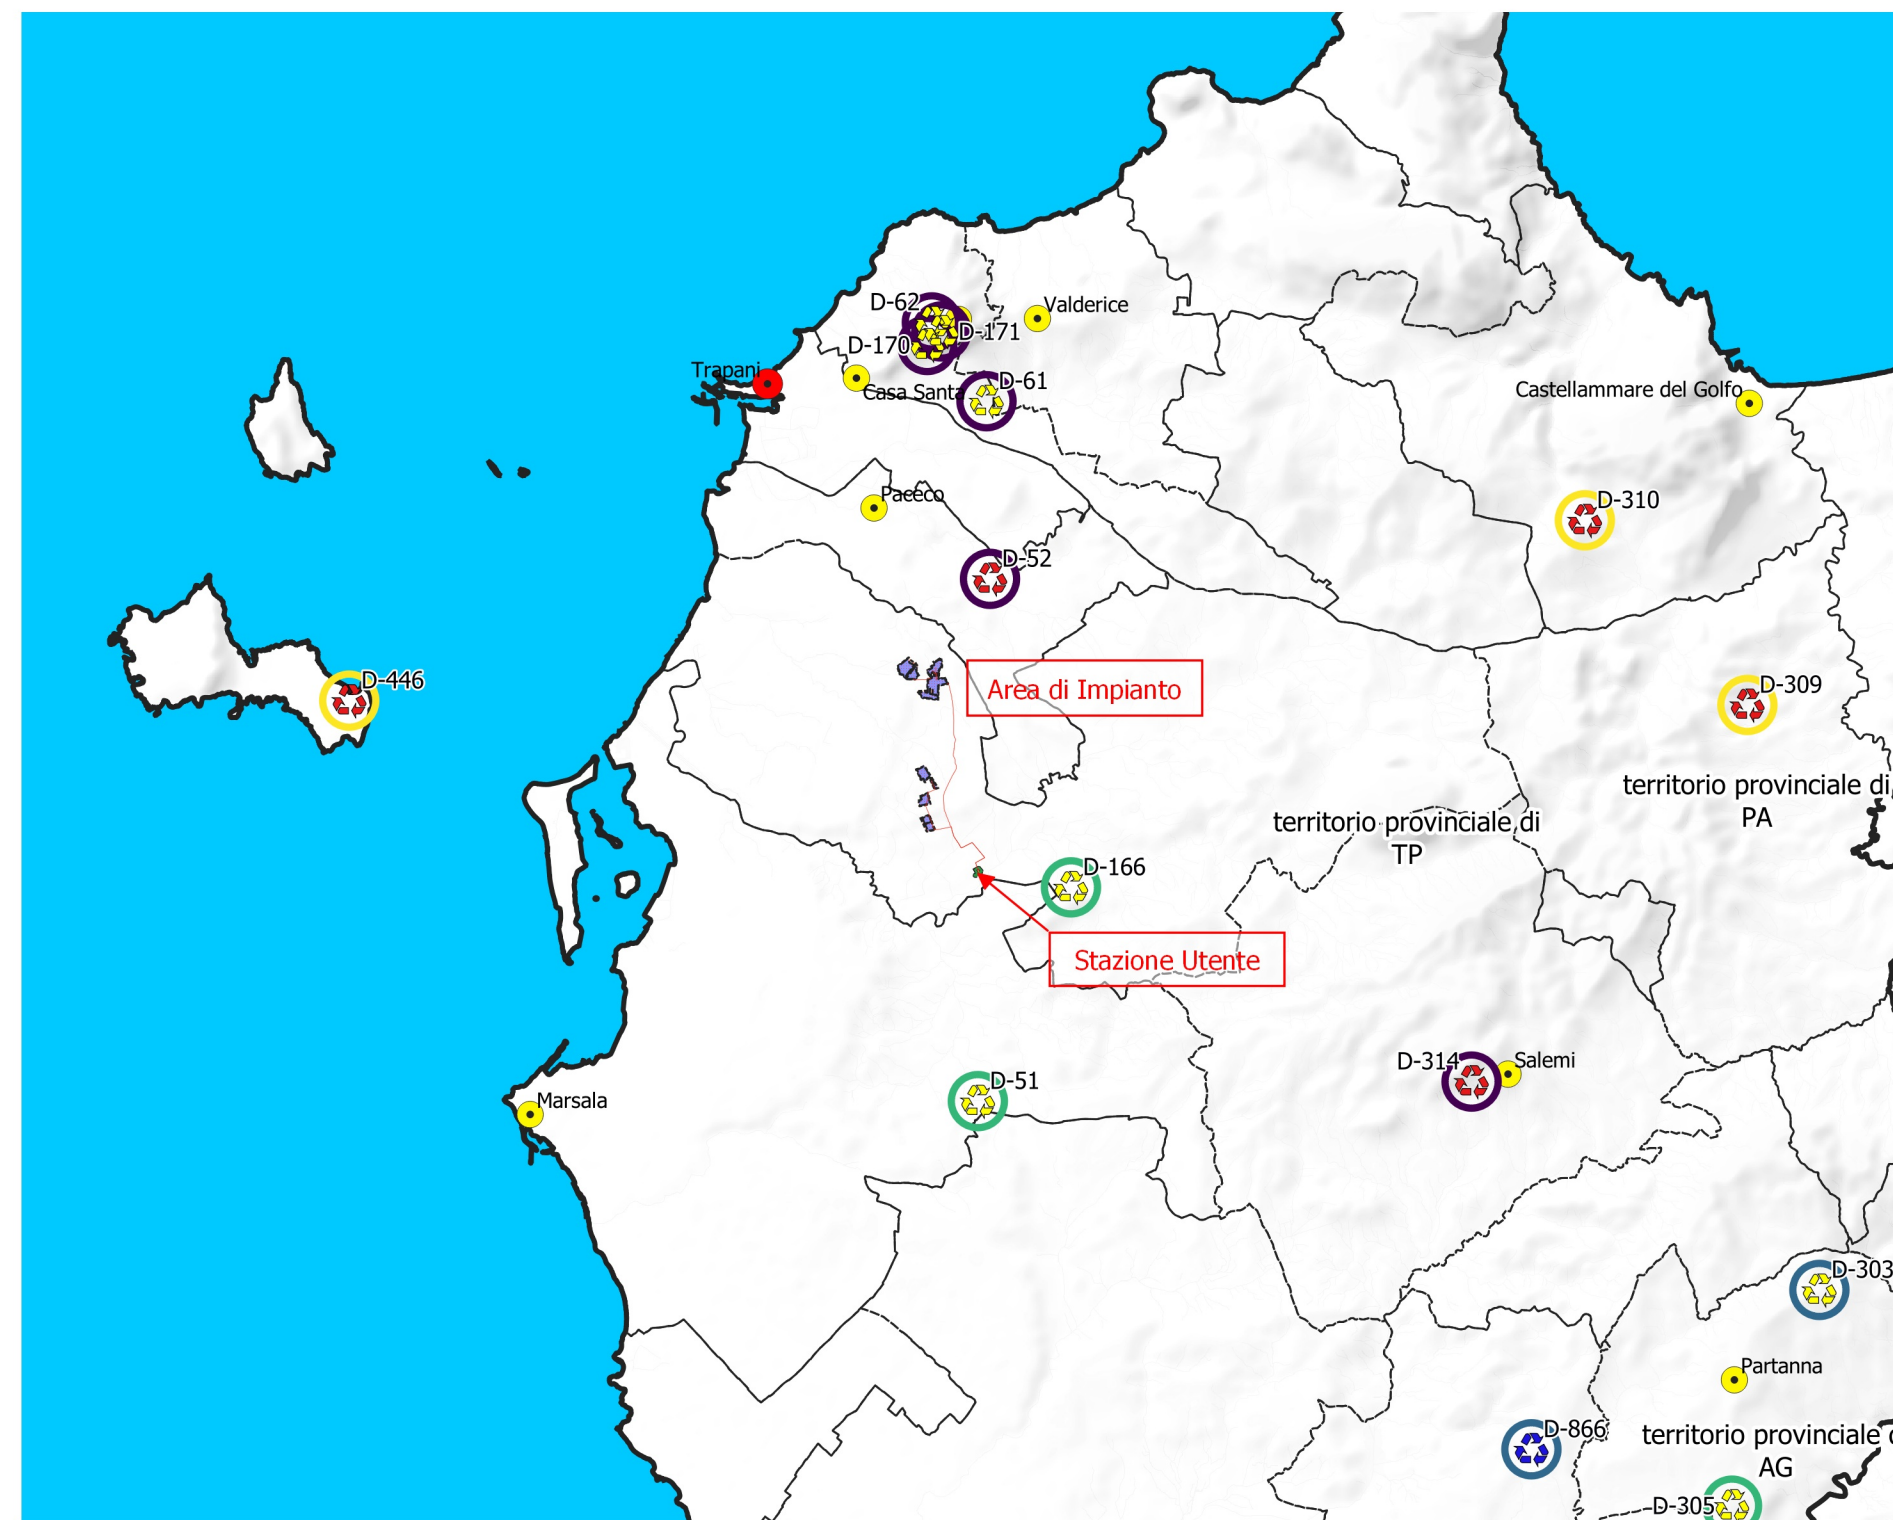 D-62
Valderice
D-171
D-170
Trapani
D-61
Casa Santa
Castellammare del Golfo
Paceco
D-310
D-52
D-446
Area di Impianto
D-309
territorio provinciale di
PA
territorio provinciale di
TP
D-166
Stazione Utente
D-314
Salemi
D-51
Marsala
D-303
Partanna
D-866
territorio provinciale
AG
D-305